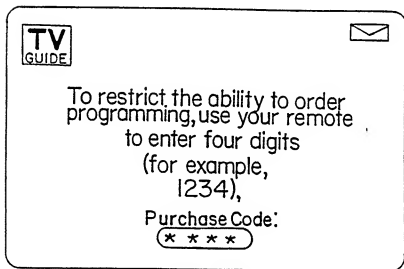 TV
GUIDE
To restrict the ability to order
programming, use your remote
to enter four digits
(for example,
1234),
Purchase Code:
* * * *